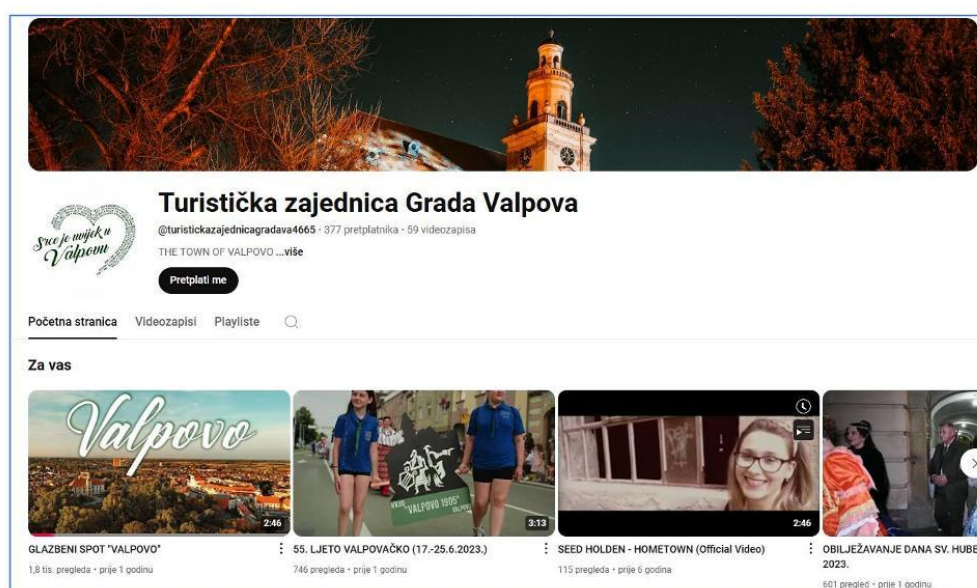 Srce je uvijek u
Valpovu
Turistička zajednica Grada Valpova
@turistickazajednicagradava4665 · 377 pretplatnika · 59 videozapisa
THE TOWN OF VALPOVO ...više
Pretplati me
Početna stranica Videozapisi Playliste
Za vas
Valpovo
2:46
"VALPOVO 1905"
3:13
2:46
GLAZBENI SPOT "VALPOVO"
1,8 tis. pregleda · prije 1 godinu
55. LJETO VALPOVAČKO (17.-25.6.2023.)
746 pregleda · prije 1 godinu
SEED HOLDEN - HOMETOWN (Official Video)
115 pregleda · prije 6 godina
OBILJEŽAVANJE DANA SV. HUBE
2023.
601 pregled · prije 1 godinu